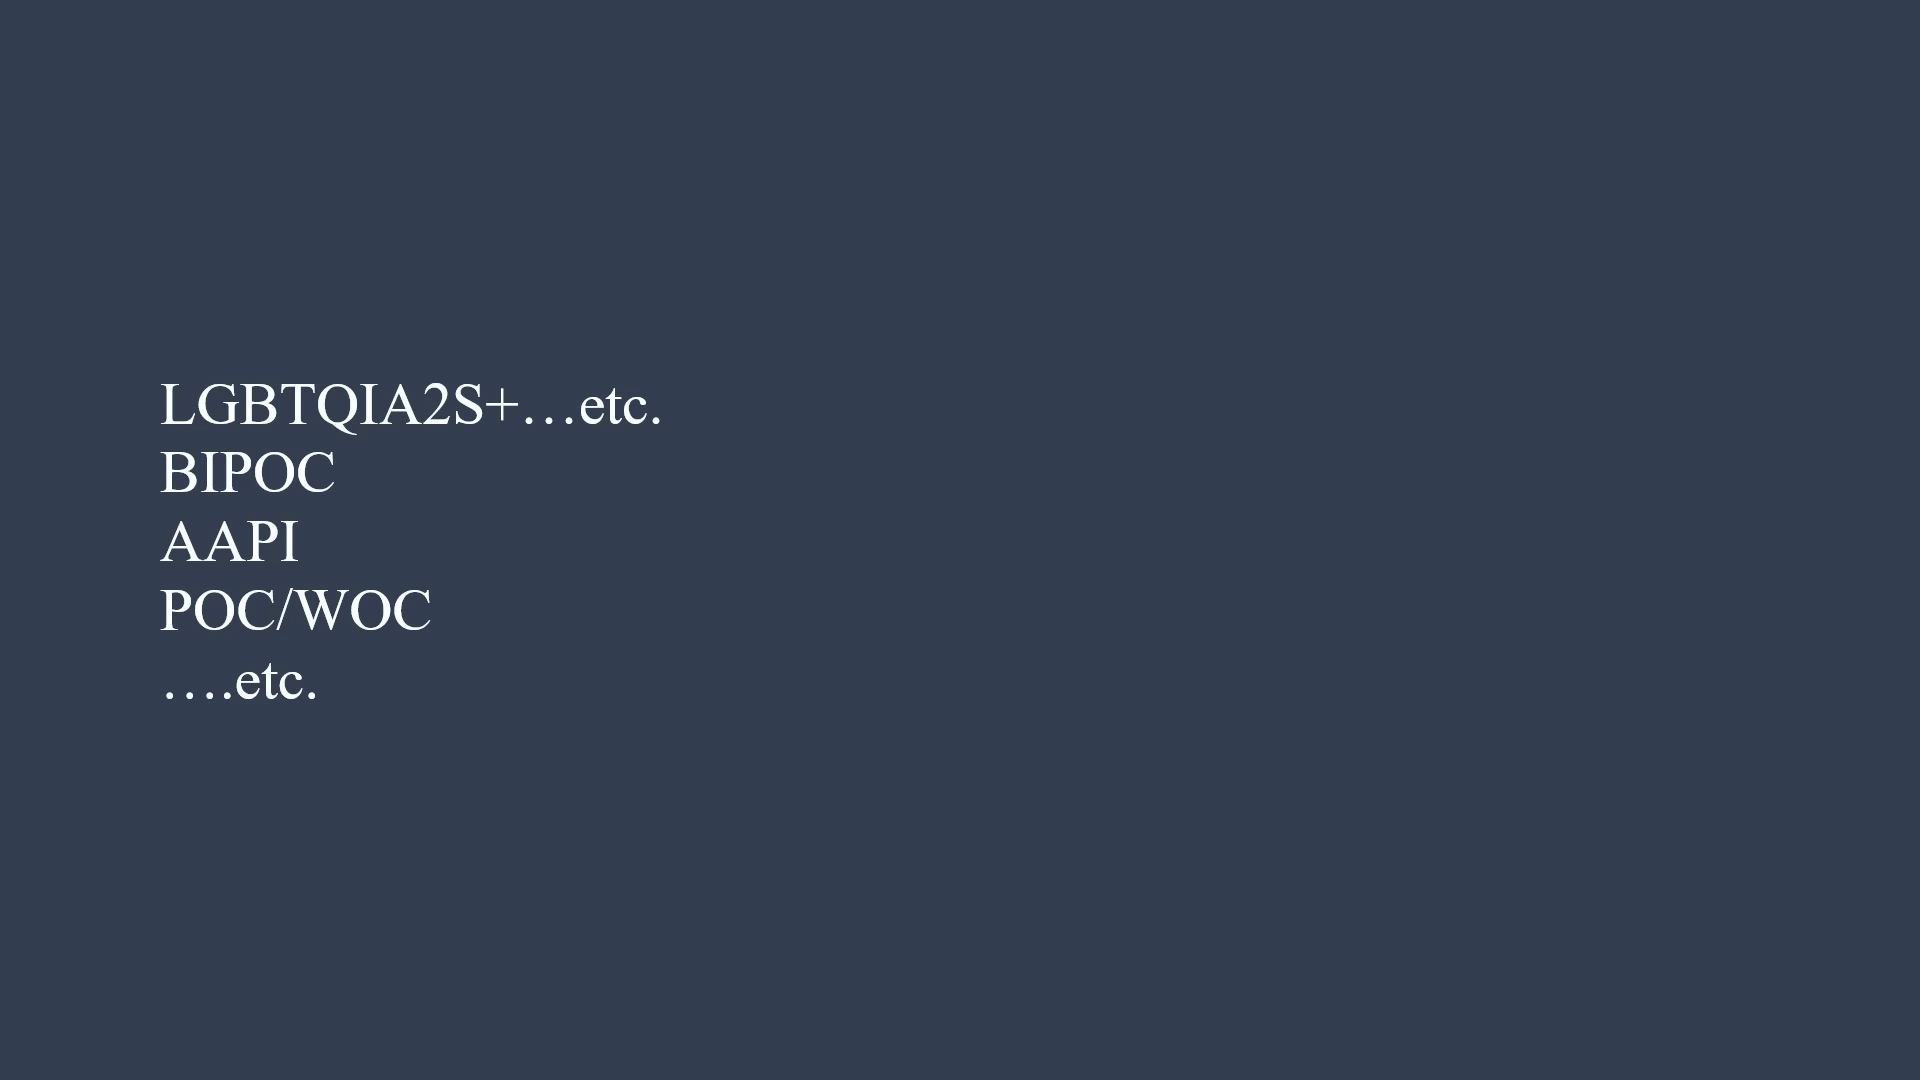 LGBTQIA2S+…etc.
BIPOC
AAPI
POC/WOC
….etc.